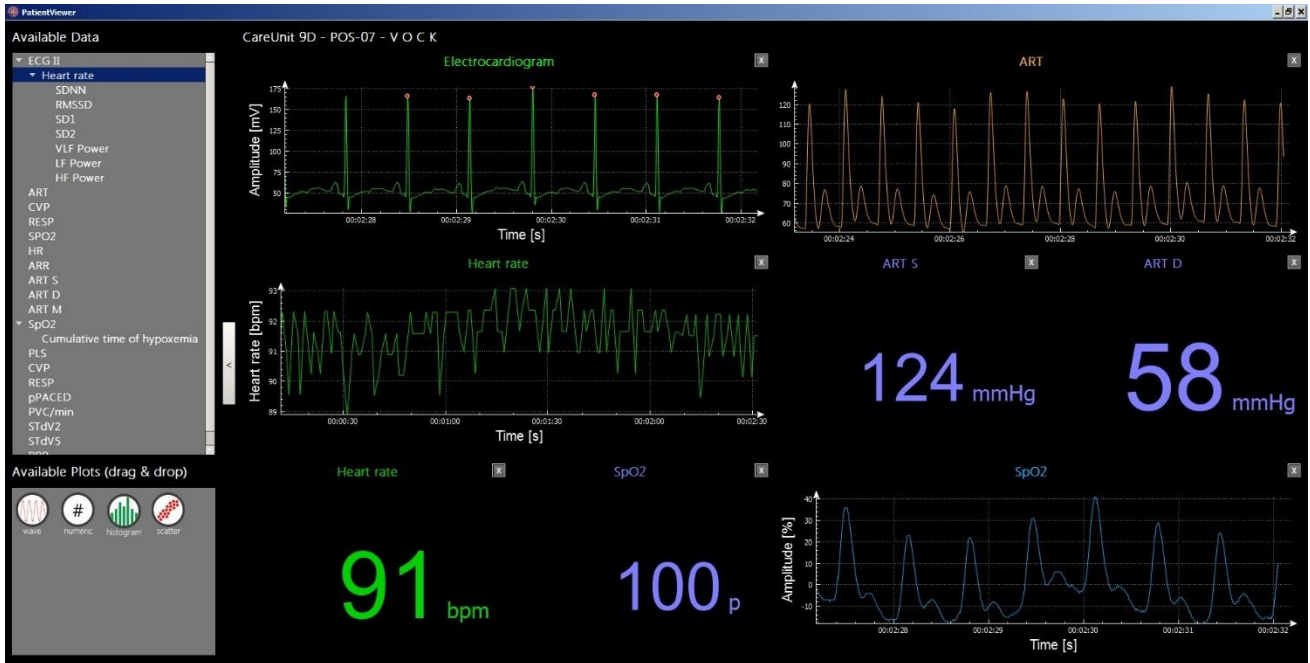 PatientViewer
Available Data
CareUnit 9D - POS-07 - V O C K
ECG II
Heart rate
SDNN
RMSSD
SD1
SD2
VLF Power
LF Power
HF Power
ART
CVP
RESP
SPO2
HR
ARR
ART S
ART D
ART M
SpO2
Cumulative time of hypoxemia
PLS
CVP
RESP
pPACED
PVC/min
STdV2
STdV5
Available Plots (drag & drop)
wave
#
numeric
histogram
scatter
<
Electrocardiogram
x
Amplitude [mV]
175
150
125
100
75
50
00:02:28 00:02:29 00:02:30 00:02:31 00:02:32
Time [s]
ART
x
120
110
100
90
80
70
60
00:02:24 00:02:26 00:02:28 00:02:30 00:02:32
Heart rate
x
Heart rate [bpm]
93
92
91
90
89
00:00:30 00:01:00 00:01:30 00:02:00 00:02:30
Time [s]
ART S
x
124 mmHg
ART D
x
58 mmHg
Heart rate
x
91 bpm
SpO2
x
100 p
SpO2
x
Amplitude [%]
40
30
20
10
0
-10
00:02:28 00:02:29 00:02:30 00:02:31 00:02:32
Time [s]